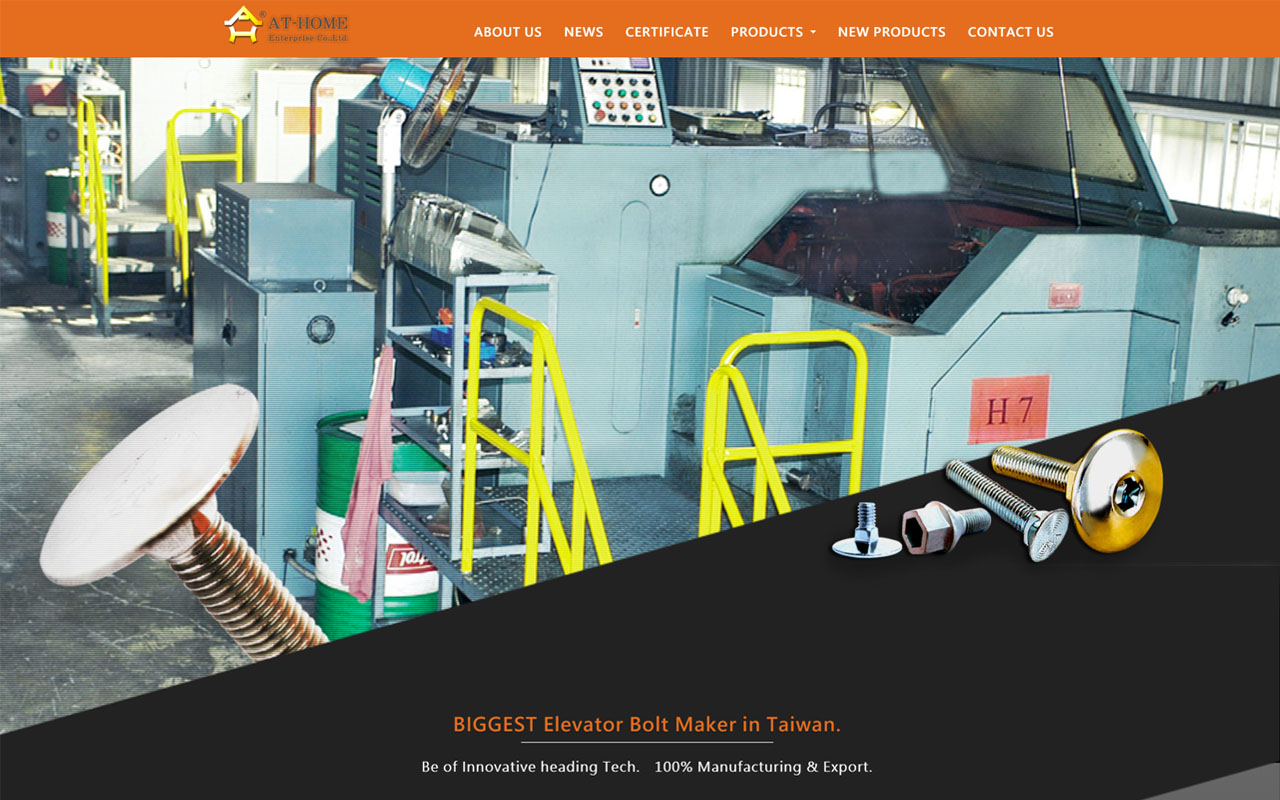 AT-HOME
Enterprise Co.,Ltd.
ABOUT US NEWS CERTIFICATE PRODUCTS NEW PRODUCTS CONTACT US
H 7
BIGGEST Elevator Bolt Maker in Taiwan.
Be of Innovative heading Tech. 100% Manufacturing & Export.